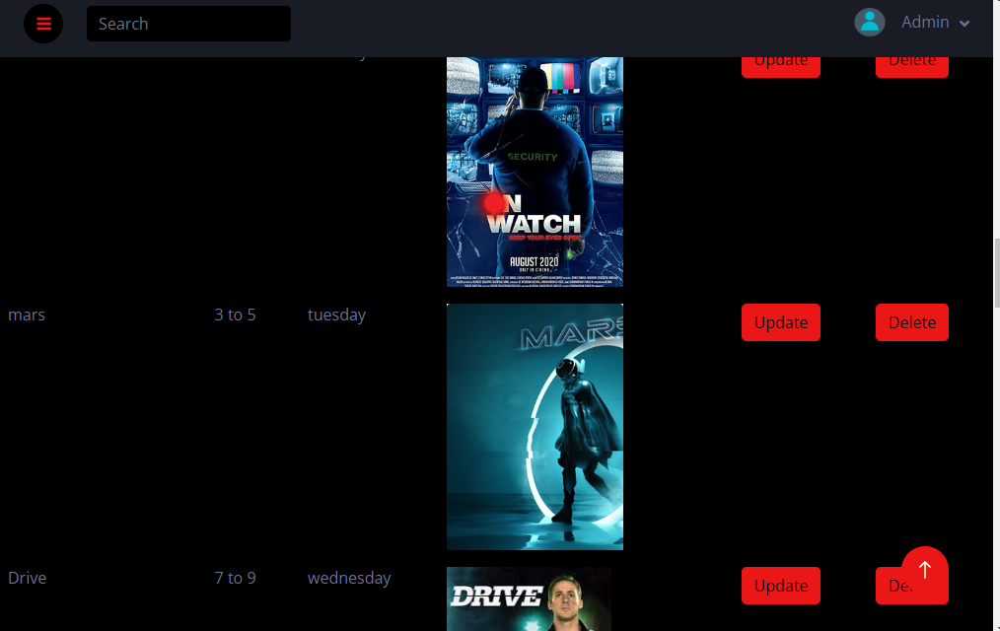 Search
Admin
Update
Delete
SECURITY
ON
WATCH
KEEP YOUR EYES OPEN
AUGUST 2020
ONLY IN CINEMA
mars
3 to 5
tuesday
MARS
Update
Delete
Drive
7 to 9
wednesday
DRIVE
Update
De